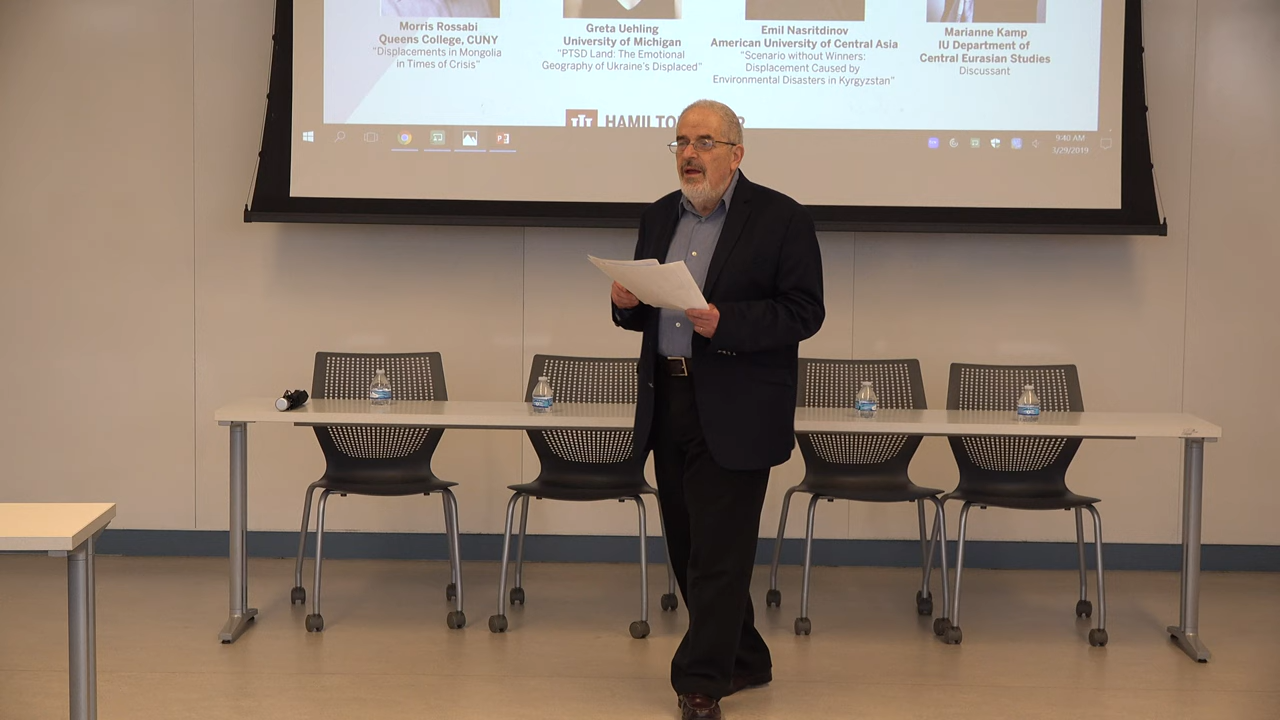 Morris Rossabi
Queens College, CUNY
“Displacements in Mongolia
in Times of Crisis”
Greta Uehling
University of Michigan
“PTSD Land: The Emotional
Geography of Ukraine’s Displaced”
Emil Nasritdinov
American University of Central Asia
“Scenario without Winners:
Displacement Caused by
Environmental Disasters in Kyrgyzstan”
Marianne Kamp
IU Department of
Central Eurasian Studies
Discussant
9:40 AM
3/29/2019